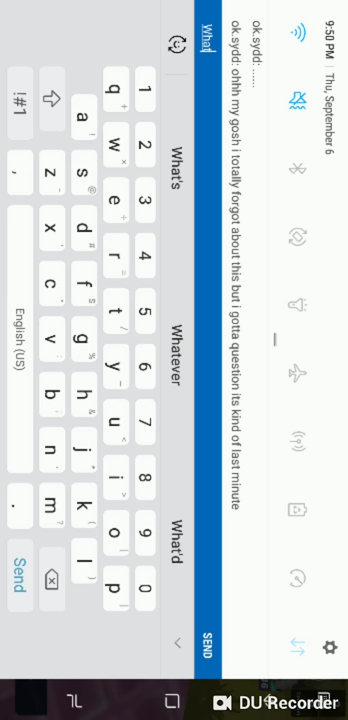 9:50 PM | Thu, September 6
ok.sydd: ......
ok.sydd: ohhh my gosh i totally forgot about this but i gotta question its kind of last minute
What
SEND
What's Whatever What'd
1 2 3 4 5 6 7 8 9 0
q w e r t y u i o p
a s d f g h j k l
z x c v b n m
!#1 , English (US) . Send
DU Recorder